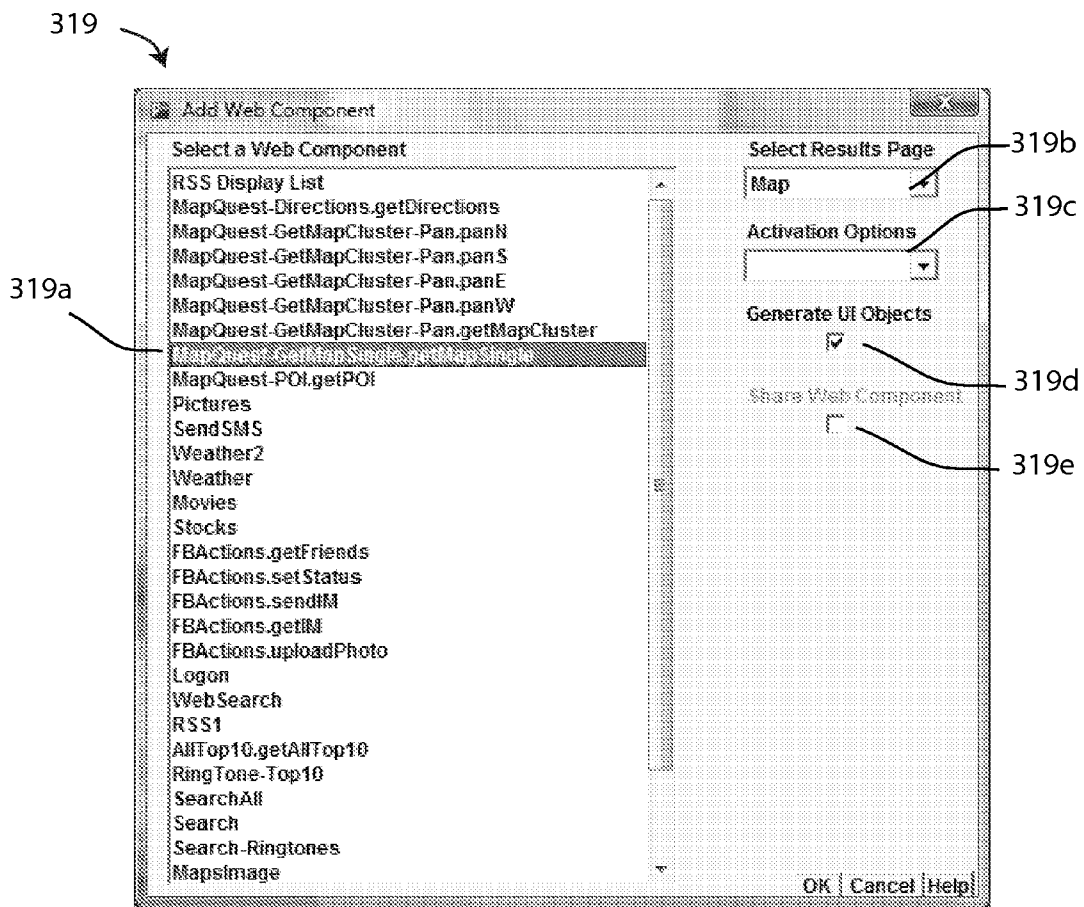 319
Add Web Component
Select a Web Component
Select Results Page
319b
RSS Display List
Map
MapQuest-Directions.getDirections
319c
MapQuest-GetMapCluster-Pan.panN
Activation Options
MapQuest-GetMapCluster-Pan.panS
MapQuest-GetMapCluster-Pan.panE
319a
MapQuest-GetMapCluster-Pan.panW
Generate UI Objects
MapQuest-GetMapCluster-Pan.getMapCluster
MapQuest-GetMapSingle.getMapSingle
MapQuest-POI.getPOI
319d
Share Web Component
Pictures
SendSMS
Weather2
319e
Weather
Movies
Stocks
FBActions.getFriends
FBActions.setStatus
FBActions.sendIM
FBActions.getIM
FBActions.uploadPhoto
Logon
WebSearch
RSS1
AllTop10.getAllTop10
RingTone-Top10
SearchAll
Search
Search-Ringtones
MapsImage
OK Cancel Help